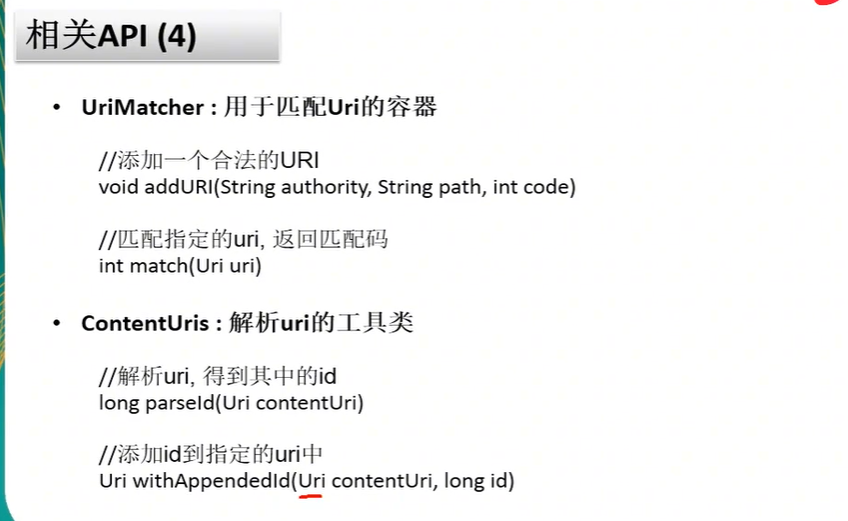 相关API (4)
• UriMatcher : 用于匹配Uri的容器
//添加一个合法的URI
void addURI(String authority, String path, int code)
//匹配指定的uri, 返回匹配码
int match(Uri uri)
• ContentUris : 解析uri的工具类
//解析uri, 得到其中的id
long parseId(Uri contentUri)
//添加id到指定的uri中
Uri withAppendedId(Uri contentUri, long id)